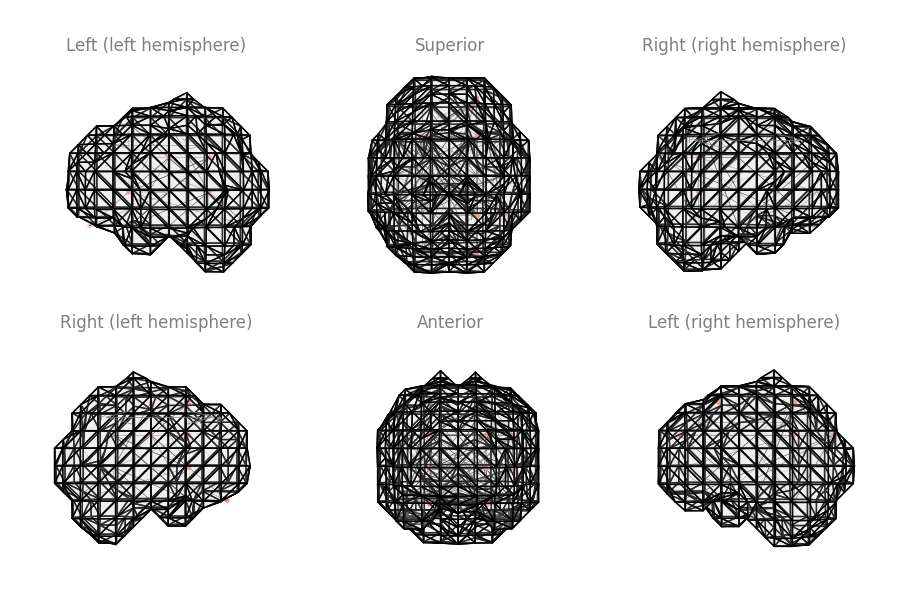 Left (left hemisphere)
Superior
Right (right hemisphere)
Right (left hemisphere)
Anterior
Left (right hemisphere)